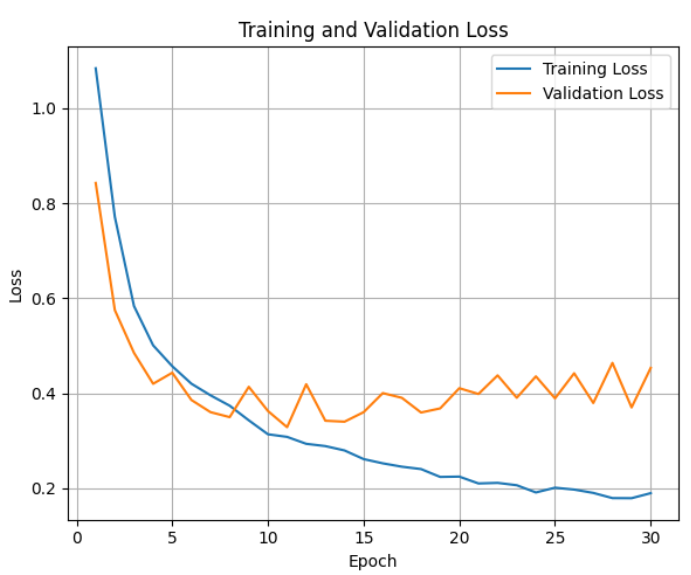 Training and Validation Loss
Training Loss
Validation Loss
1.0
0.8
0.6
0.4
0.2
Loss
0 5 10 15 20 25 30
Epoch